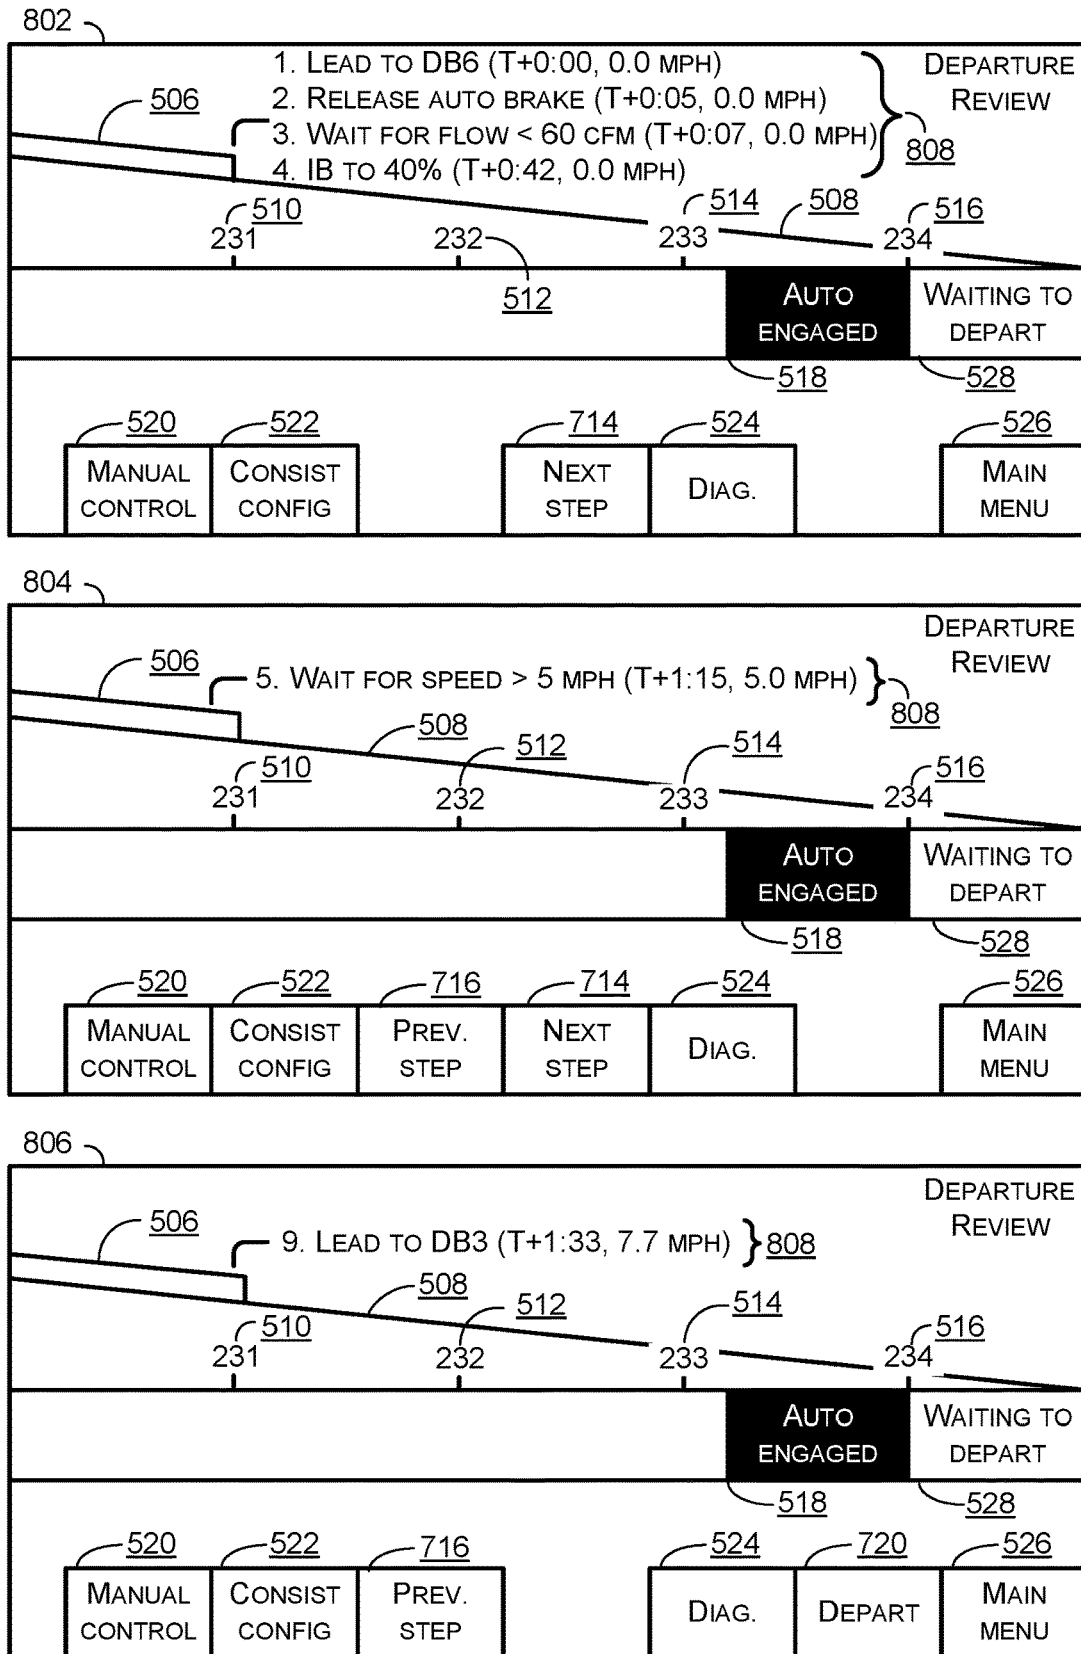 802
1. LEAD TO DB6 (T+0:00, 0.0 MPH)
2. RELEASE AUTO BRAKE (T+0:05, 0.0 MPH)
3. WAIT FOR FLOW < 60 CFM (T+0:07, 0.0 MPH)
4. IB TO 40% (T+0:42, 0.0 MPH)
DEPARTURE
REVIEW
808
506
510
514
508
516
231
232
233
234
512
AUTO
ENGAGED
WAITING TO
DEPART
518
528
520
522
714
524
526
MANUAL
CONTROL
CONSIST
CONFIG
NEXT
STEP
DIAG.
MAIN
MENU
804
DEPARTURE
REVIEW
506
5. WAIT FOR SPEED > 5 MPH (T+1:15, 5.0 MPH)
808
508
512
514
510
516
231
232
233
234
AUTO
ENGAGED
WAITING TO
DEPART
518
528
520
522
716
714
524
526
MANUAL
CONTROL
CONSIST
CONFIG
PREV.
STEP
NEXT
STEP
DIAG.
MAIN
MENU
806
DEPARTURE
REVIEW
506
9. LEAD TO DB3 (T+1:33, 7.7 MPH)
808
508
512
514
510
516
231
232
233
234
AUTO
ENGAGED
WAITING TO
DEPART
518
528
520
522
716
524
720
526
MANUAL
CONTROL
CONSIST
CONFIG
PREV.
STEP
DIAG.
DEPART
MAIN
MENU